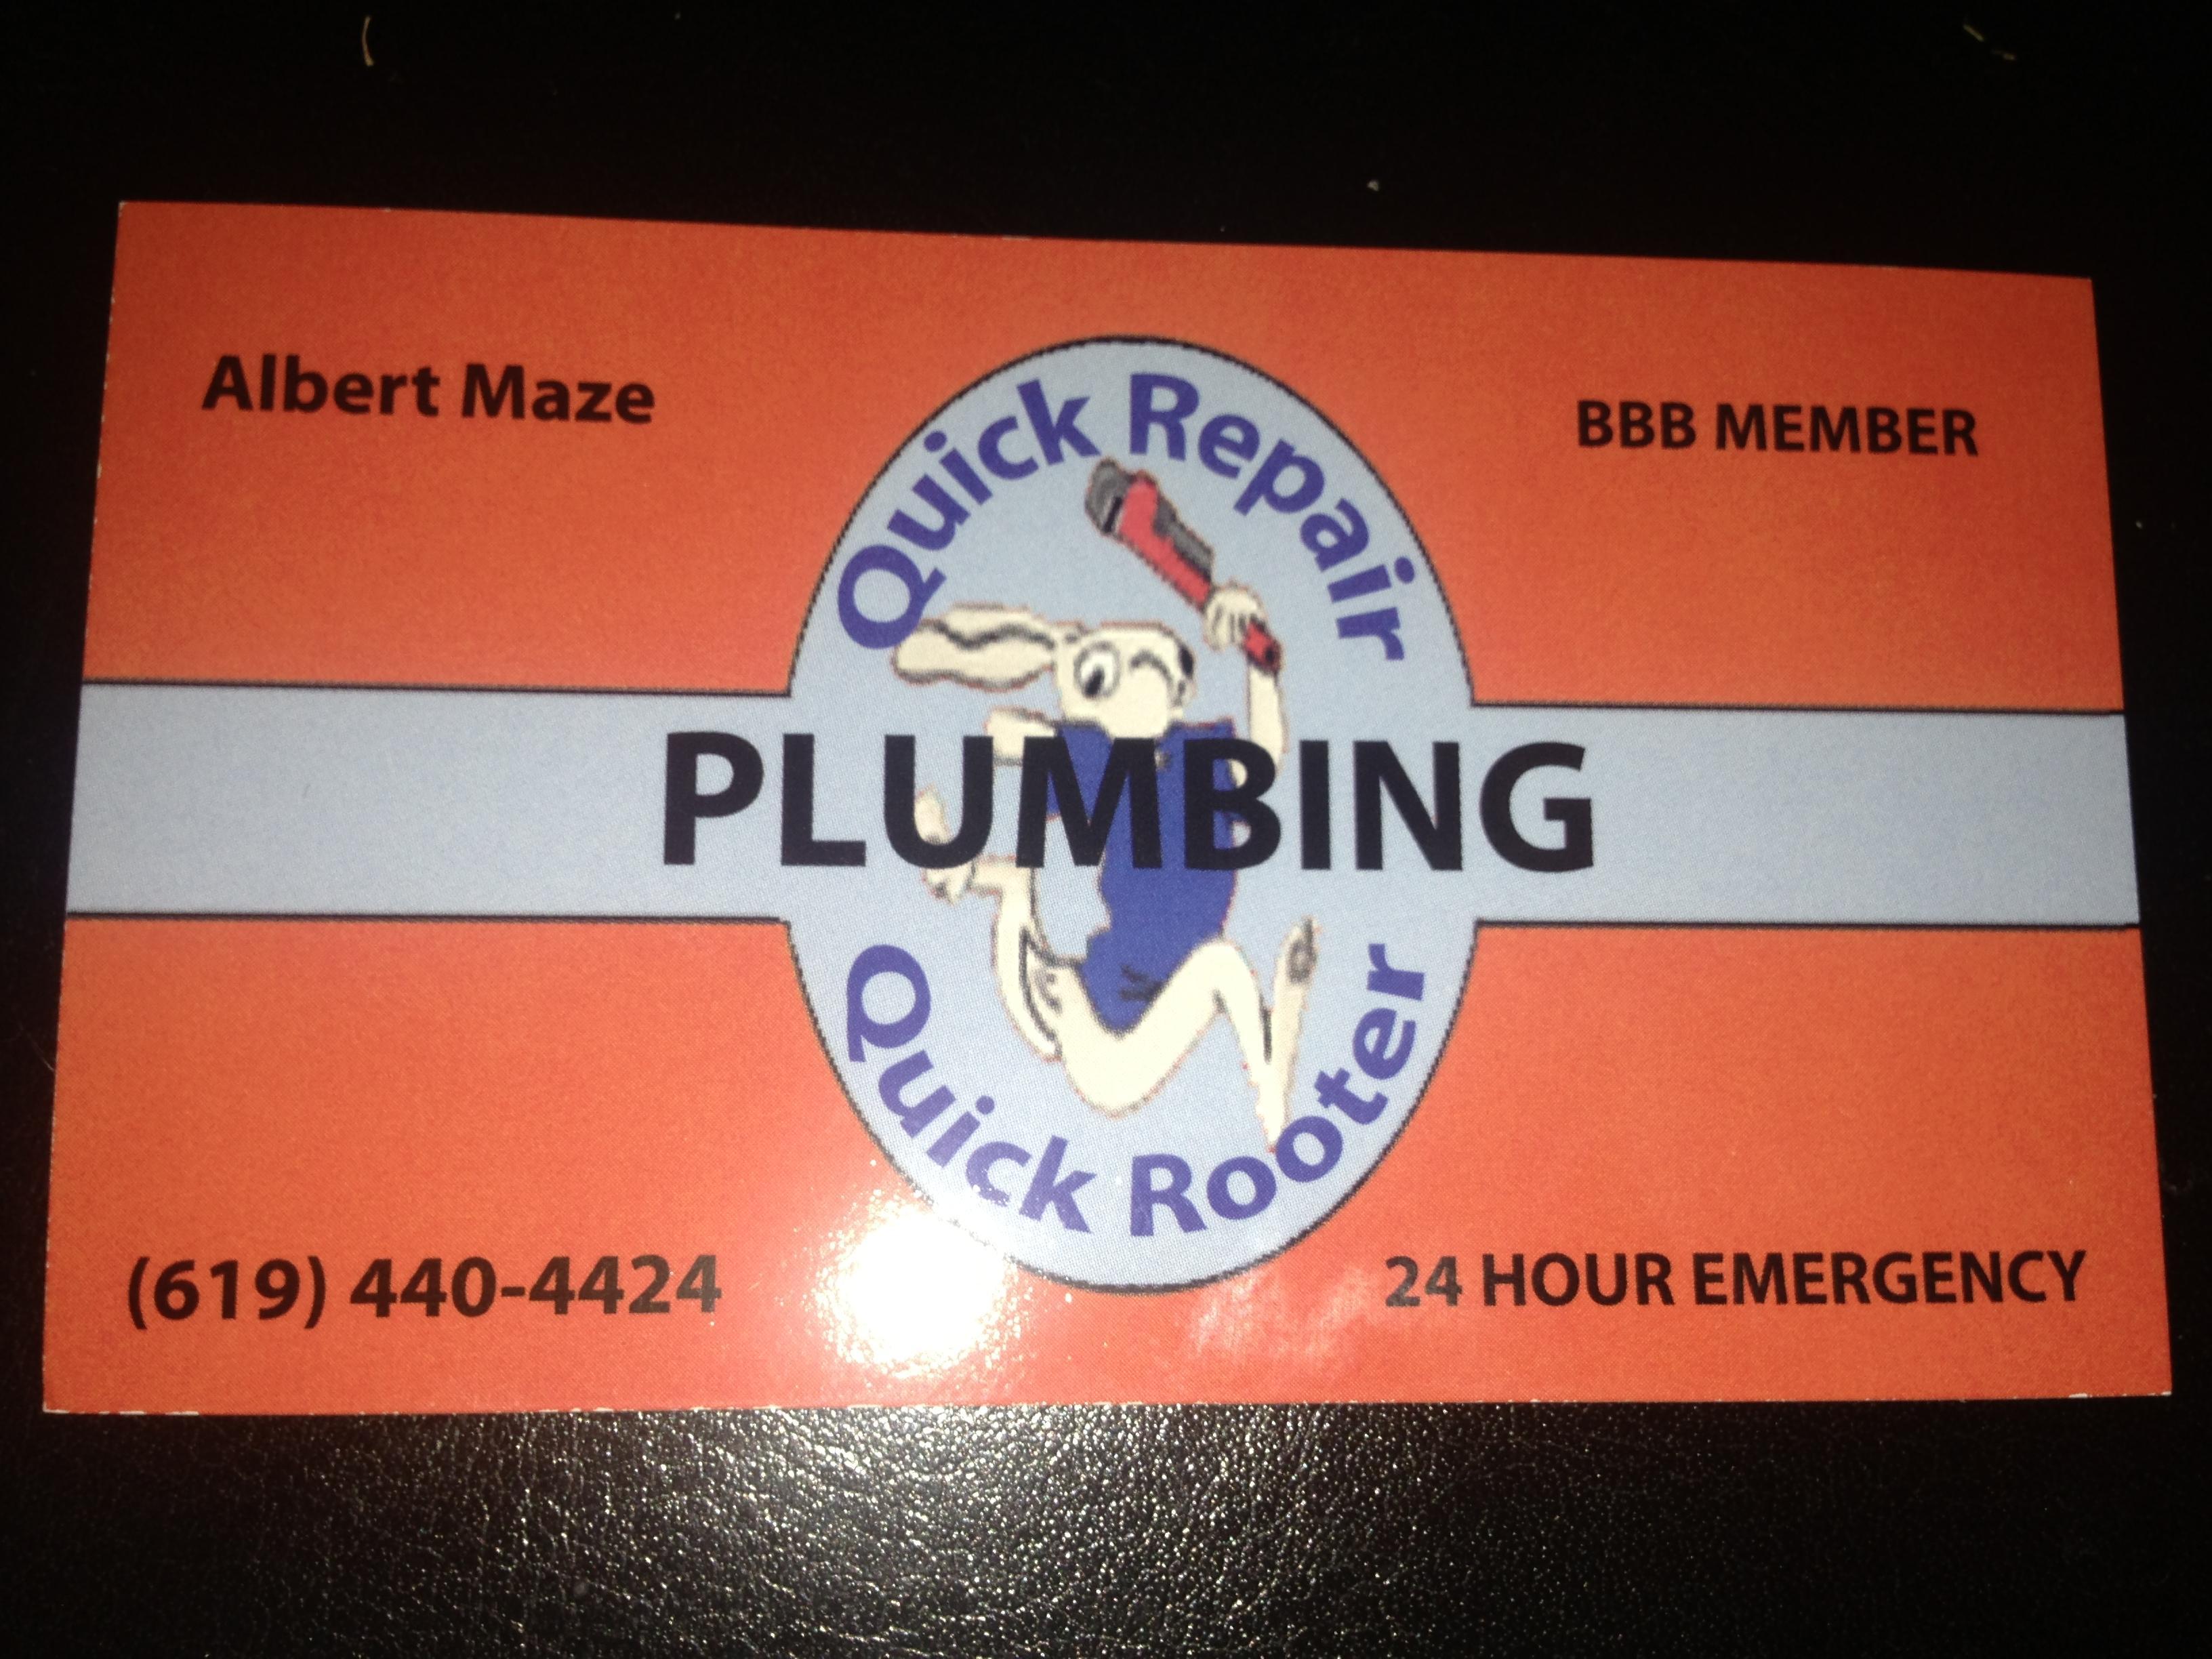 Albert Maze
BBB MEMBER
Quick Repair
PLUMBING
Quick Rooter
(619) 440-4424
24 HOUR EMERGENCY